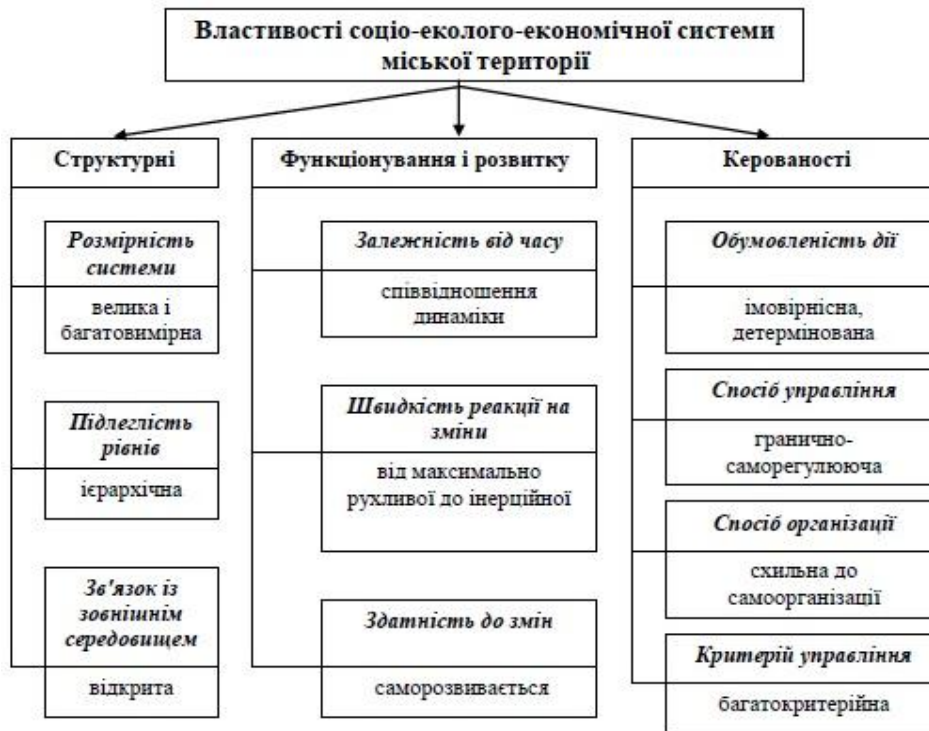 Властивості соціо-еколого-економічної системи
міської території
Структурні
Розмірність
системи
велика і
багатовимірна
Підлеглість
рівнів
ієрархічна
Зв'язок із
зовнішнім
середовищем
відкрита
Функціонування і розвитку
Залежність від часу
співвідношення
динаміки
Швидкість реакції на
зміни
від максимально
рухливої до інерційної
Здатність до змін
саморозвивається
Керованості
Обумовленість дії
імовірнісна,
детермінована
Спосіб управління
гранично-
саморегулююча
Спосіб організації
схильна до
самоорганізації
Критерій управління
багатокритерійна